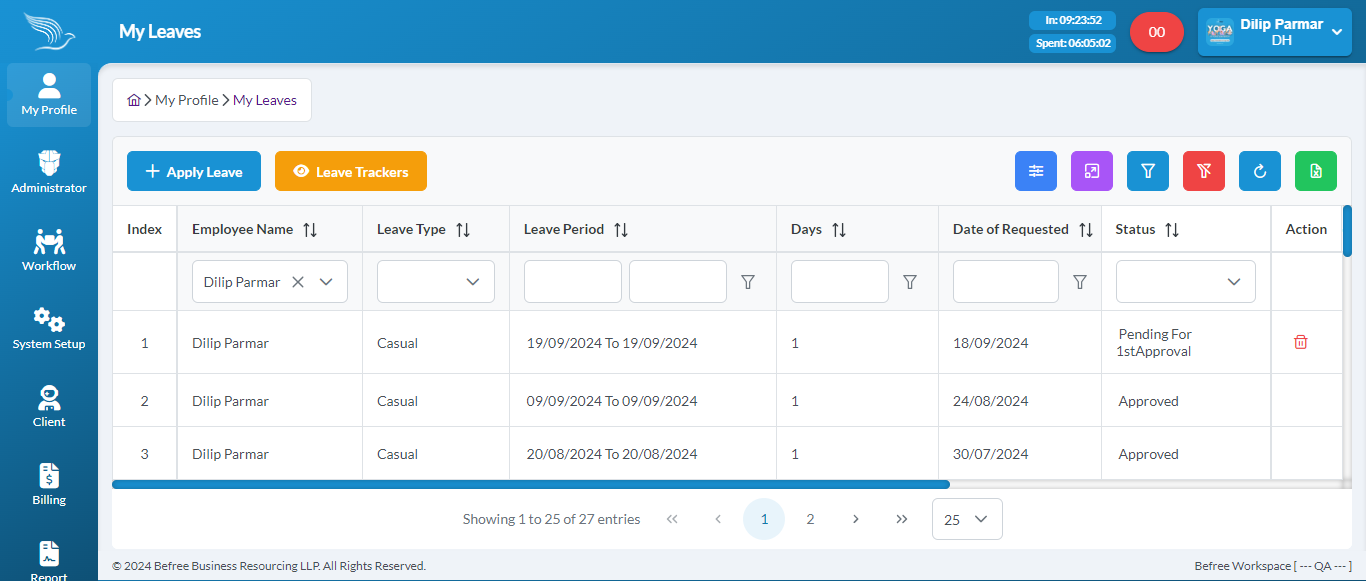 My Leaves
In: 09:23:52
Spent: 06:05:02
00
YOGA
Dilip Parmar
DH
My Profile
Administrator
Workflow
System Setup
Client
Billing
Report
My Profile My Leaves
Apply Leave
Leave Trackers
Index Employee Name Leave Type Leave Period Days Date of Requested Status Action
Dilip Parmar
1 Dilip Parmar Casual 19/09/2024 To 19/09/2024 1 18/09/2024 Pending For
1stApproval
2 Dilip Parmar Casual 09/09/2024 To 09/09/2024 1 24/08/2024 Approved
3 Dilip Parmar Casual 20/08/2024 To 20/08/2024 1 30/07/2024 Approved
Showing 1 to 25 of 27 entries 1 2 25
© 2024 Befree Business Resourcing LLP. All Rights Reserved.
Befree Workspace [ --- QA --- ]